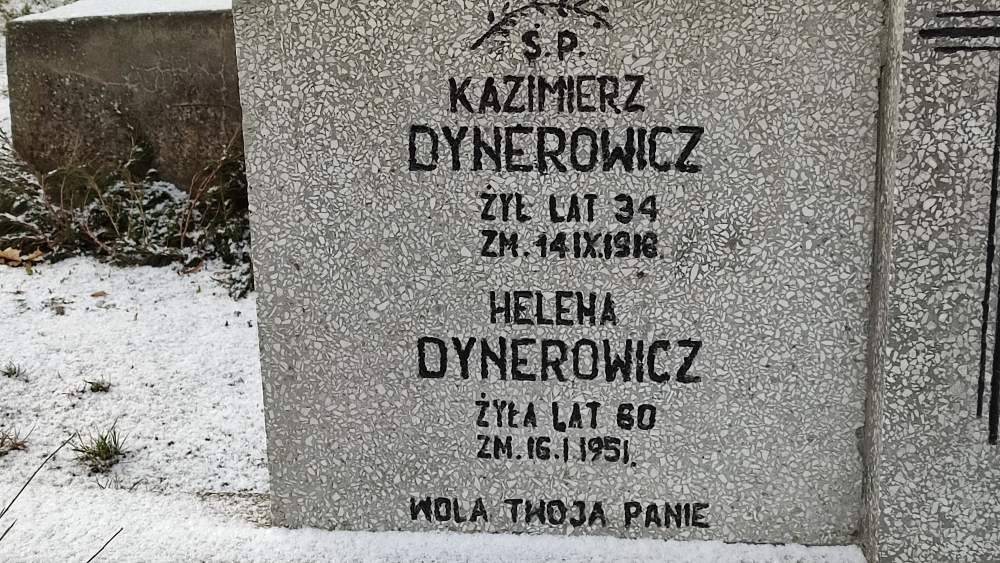 Ś.P.
KAZIMIERZ
DYNEROWICZ
ŻYŁ LAT 34
ZM. 14 IX.1918.
HELENA
DYNEROWICZ
ŻYŁA LAT 60
ZM. 16. I 1951.
WOLA TWOJA PANIE